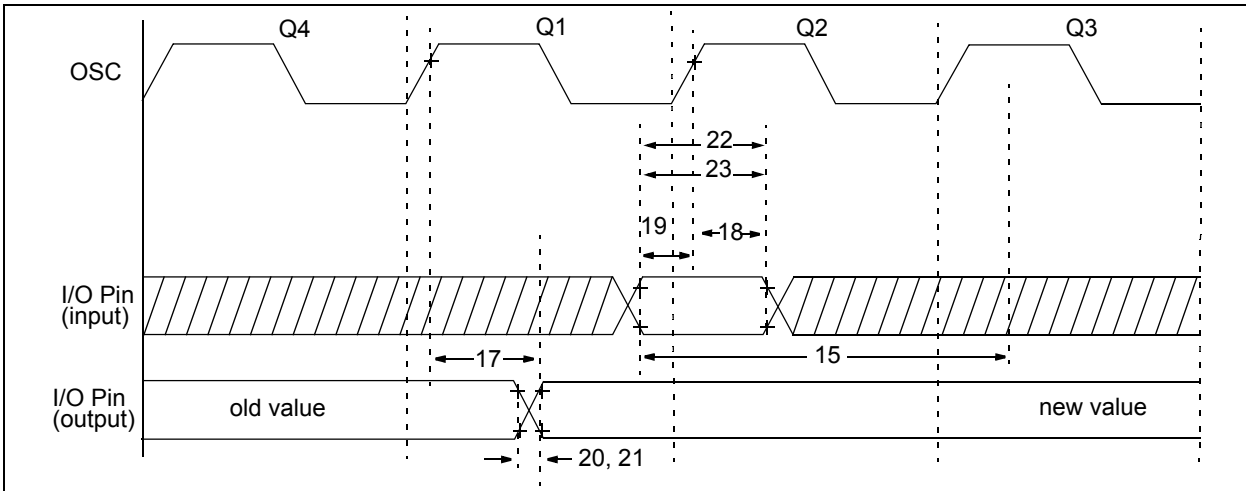 Q4 Q1 Q2 Q3
OSC
22
23
19
18
I/O Pin
(input)
17
15
I/O Pin
(output)
old value
new value
20, 21